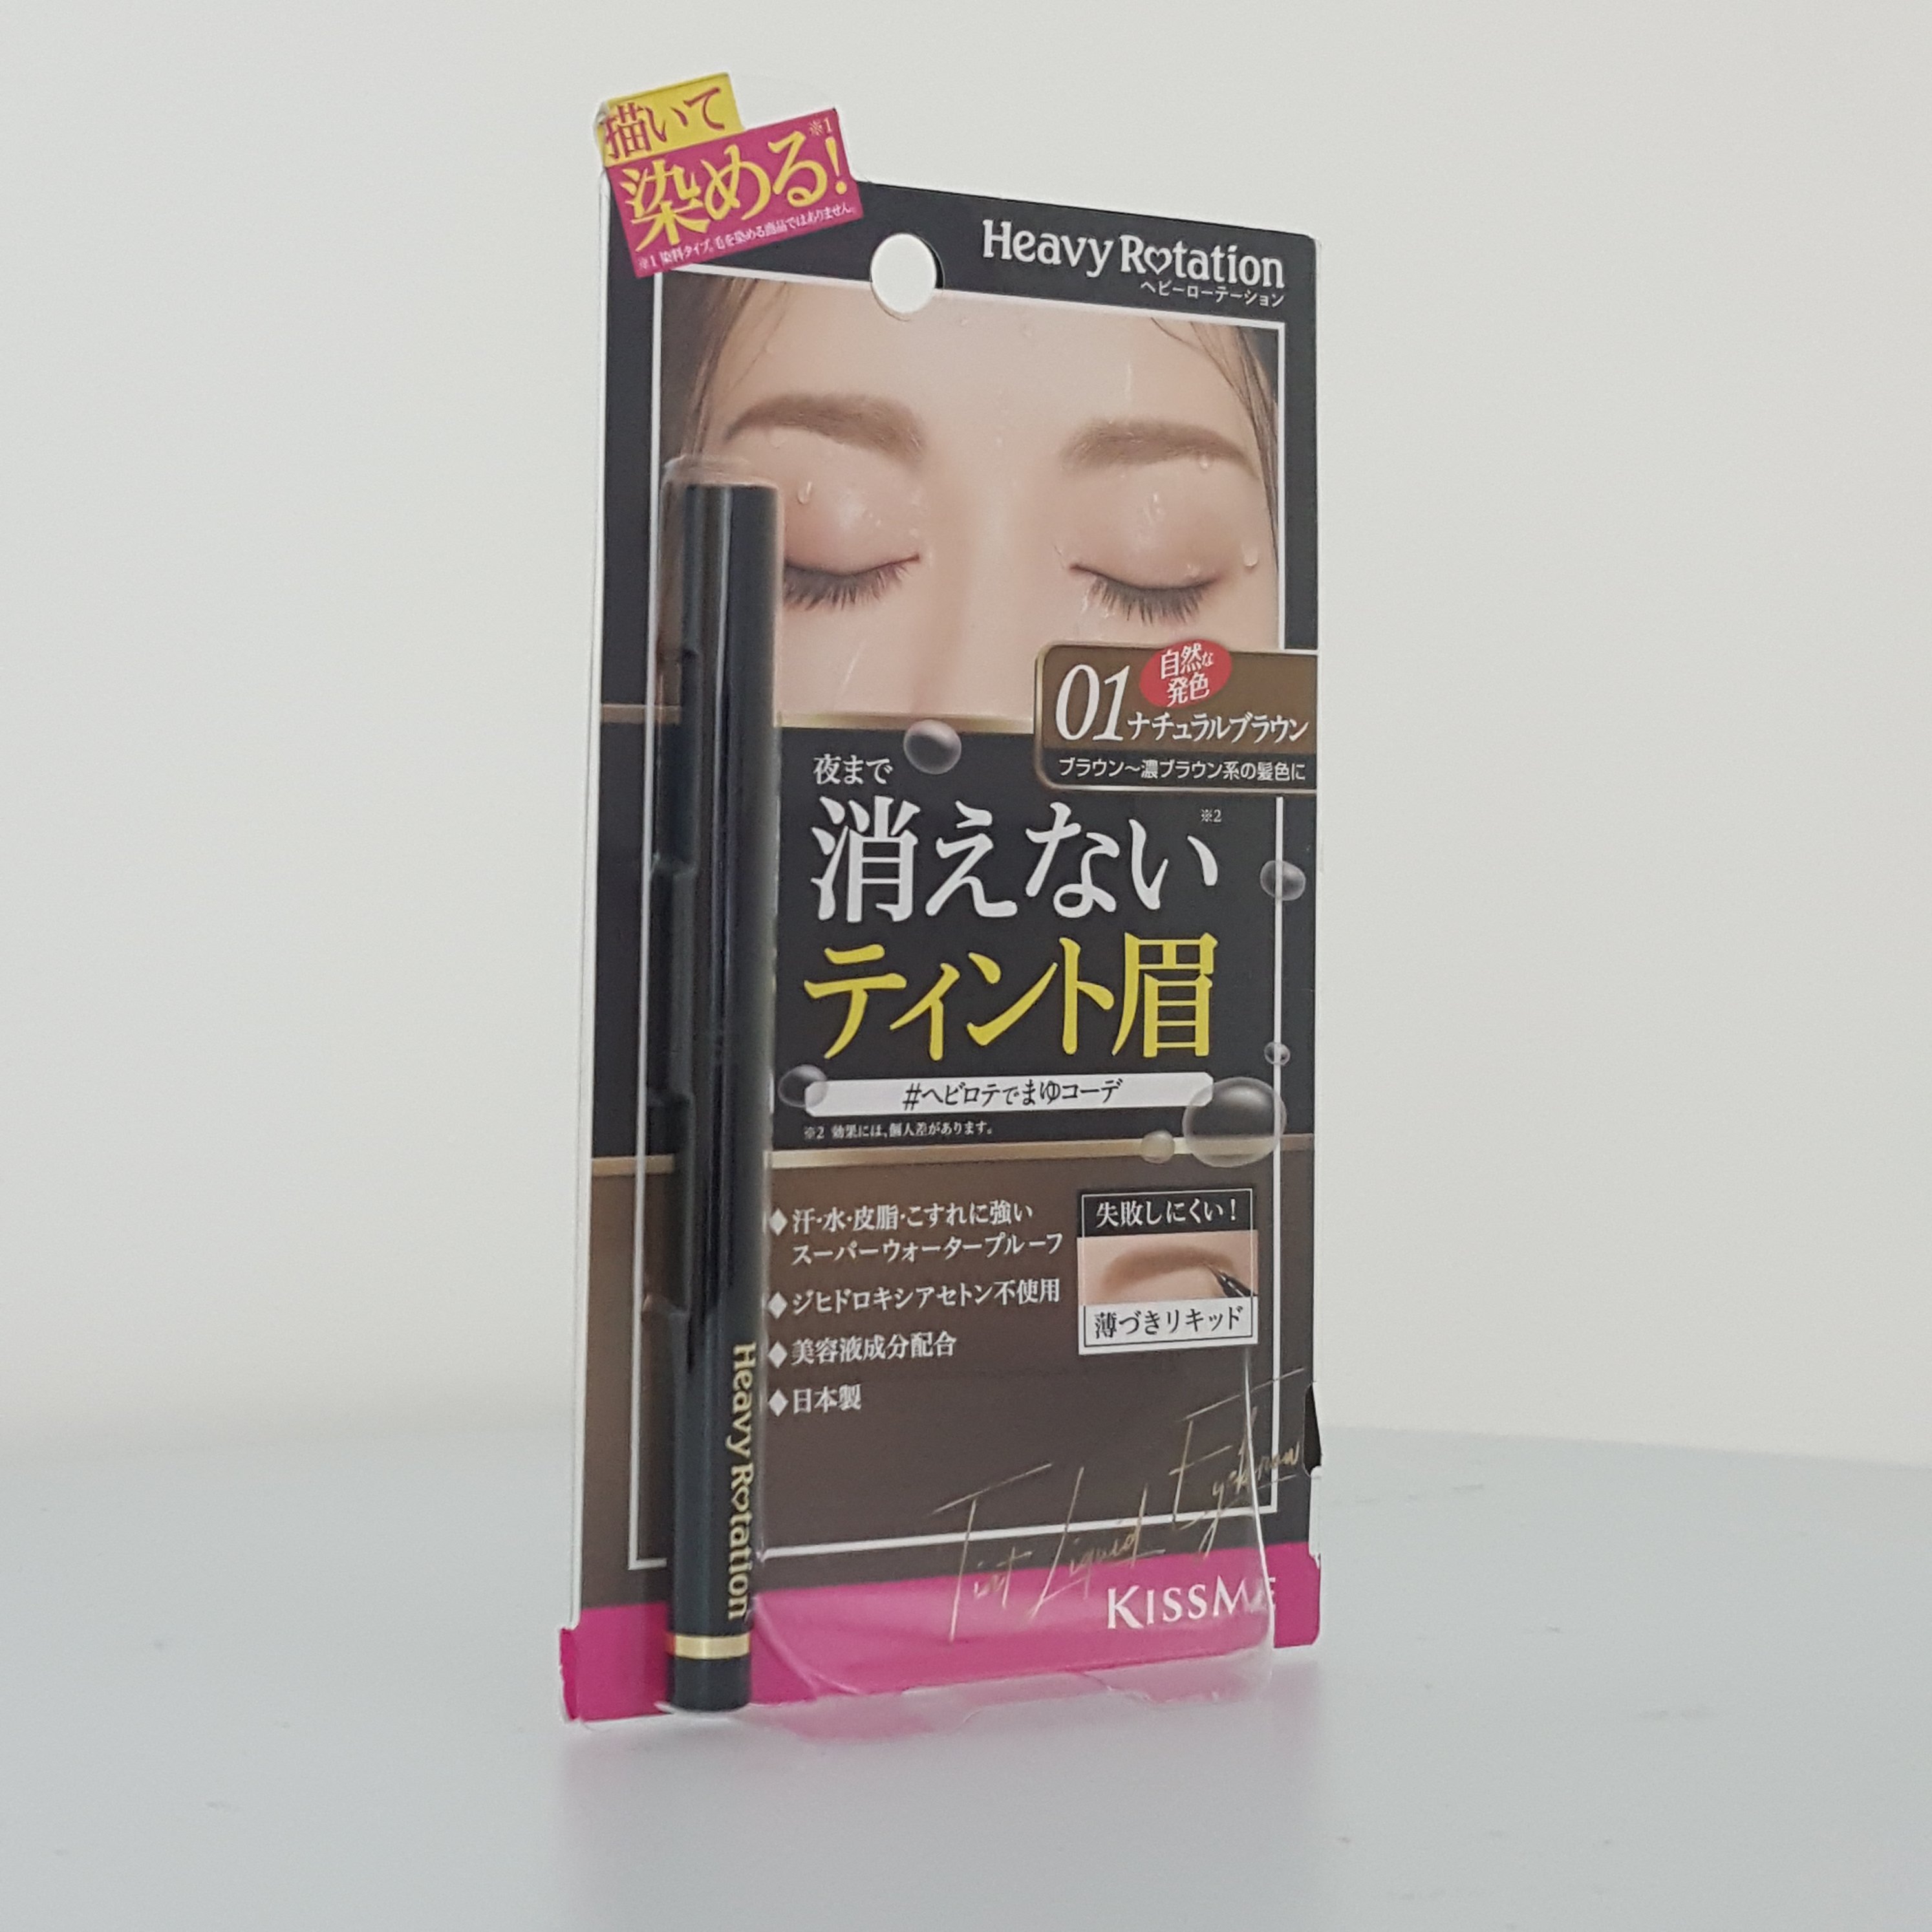 描いて
染める!※1
※1 染料タイプ。毛を染める商品ではありません。
Heavy Rotation
ヘビーローテーション
01
自然な
発色
ナチュラルブラウン
ブラウン〜濃ブラウン系の髪色に
夜まで
消えない※2
ティント眉
#ヘビロテでまゆコーデ
※2 効果には、個人差があります。
◆汗・水・皮脂・こすれに強い
スーパーウォータープルーフ
◆ジヒドロキシアセトン不使用
◆美容液成分配合
◆日本製
失敗しにくい!
薄づきリキッド
Tint Liquid Eyebrow
KISSME
Heavy Rotation